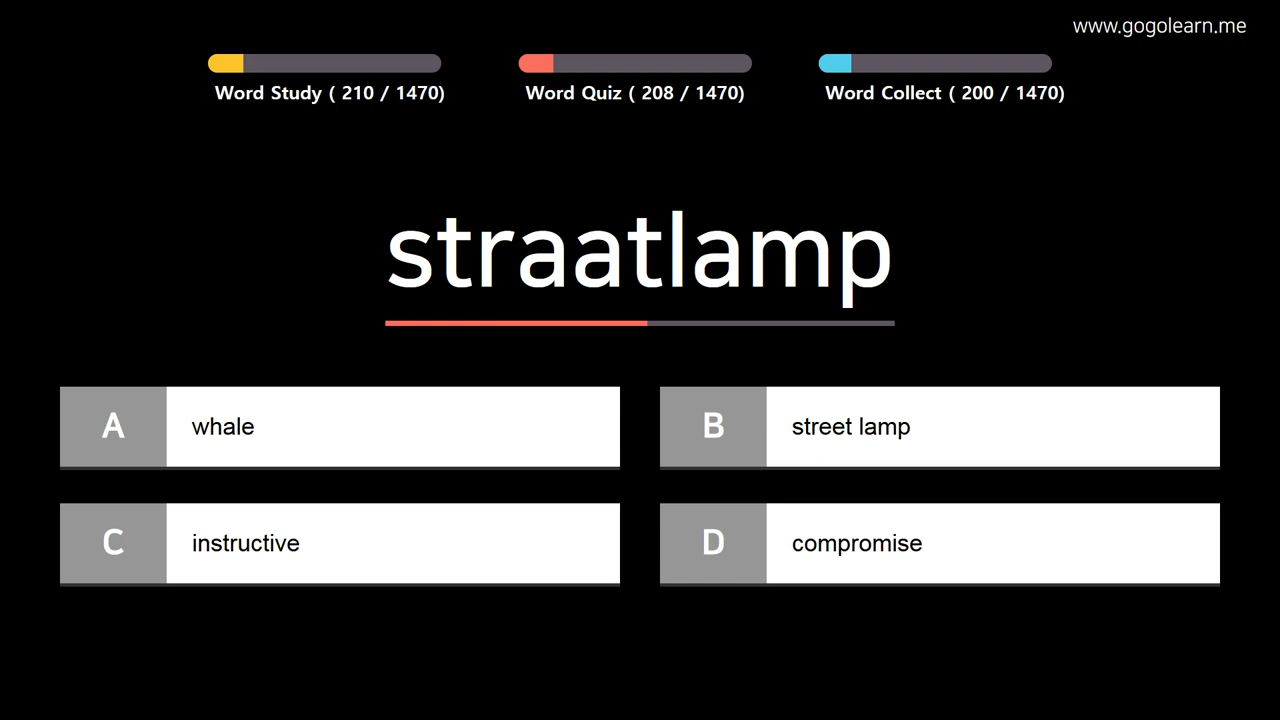 www.gogolearn.me
Word Study ( 210 / 1470)
Word Quiz ( 208 / 1470)
Word Collect ( 200 / 1470)
straatlamp
A
whale
B
street lamp
C
instructive
D
compromise